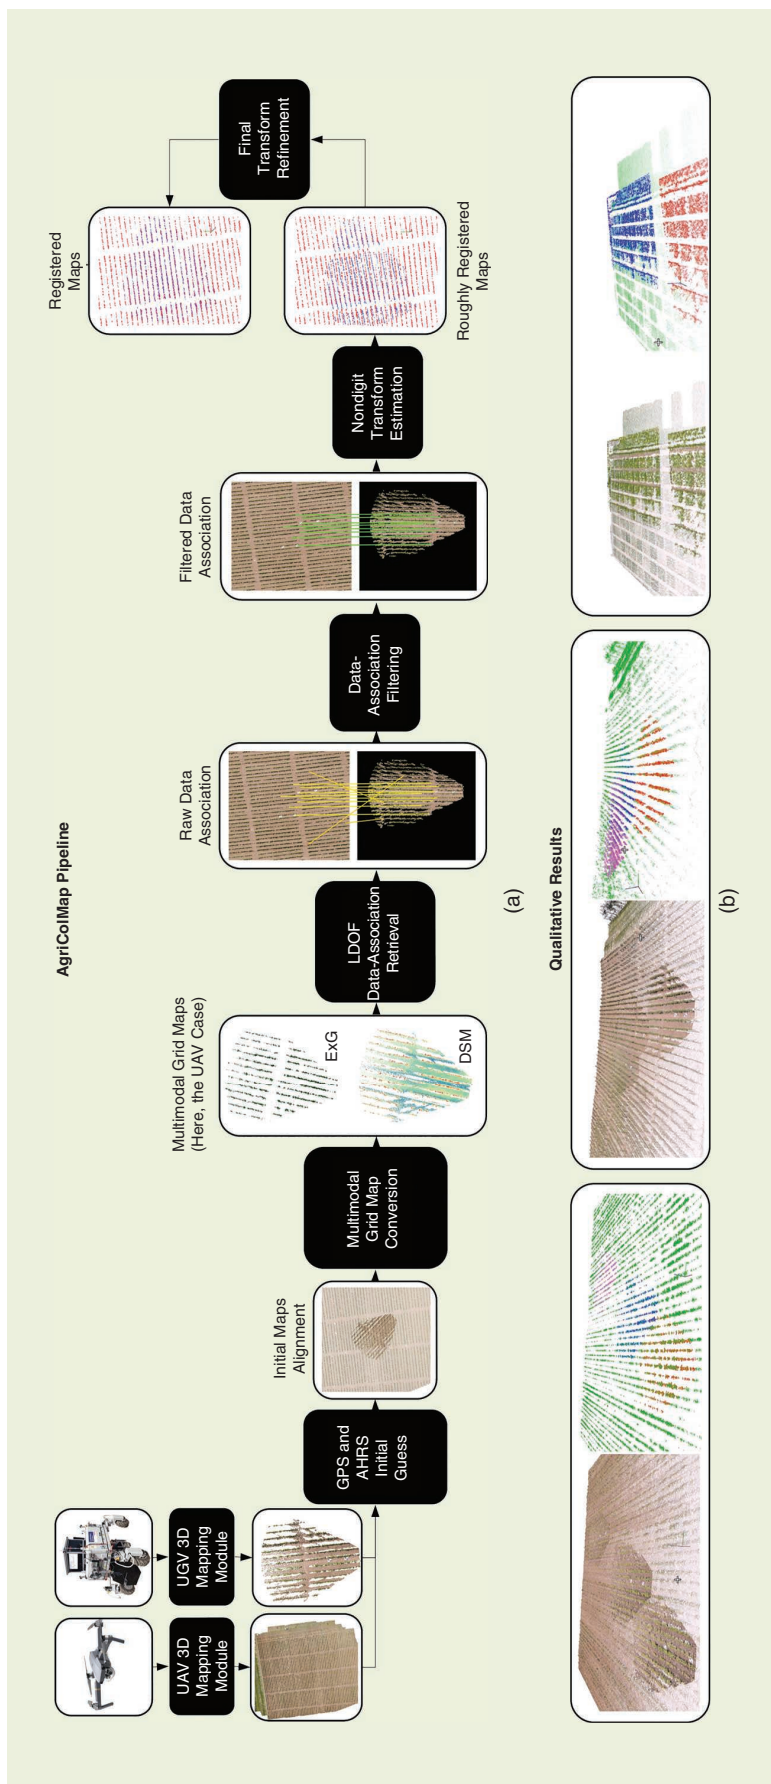 AgriColMap Pipeline
UAV 3D
Mapping
Module
UGV 3D
Mapping
Module
GPS and
AHRS
Initial
Guess
Initial Maps
Alignment
Multimodal
Grid Map
Conversion
Multimodal Grid Maps
(Here, the UAV Case)
ExG
DSM
LDOF
Data-Association
Retrieval
Raw Data
Association
Data-
Association
Filtering
Filtered Data
Association
Nondigit
Transform
Estimation
Roughly Registered
Maps
Final
Transform
Refinement
Registered
Maps
(a)
Qualitative Results
(b)